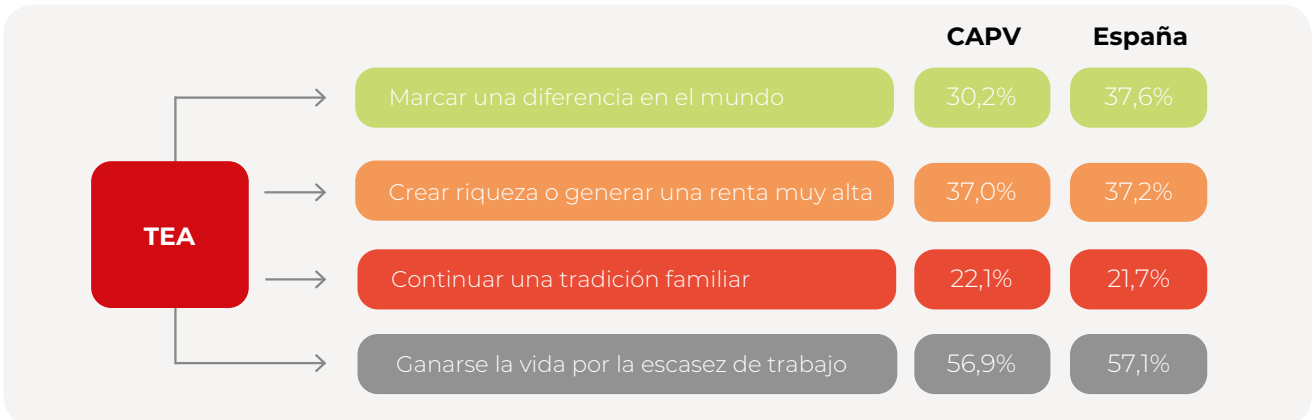 CAPV España
Marcar una diferencia en el mundo 30,2% 37,6%
Crear riqueza o generar una renta muy alta 37,0% 37,2%
TEA
Continuar una tradición familiar 22,1% 21,7%
Ganarse la vida por la escasez de trabajo 56,9% 57,1%